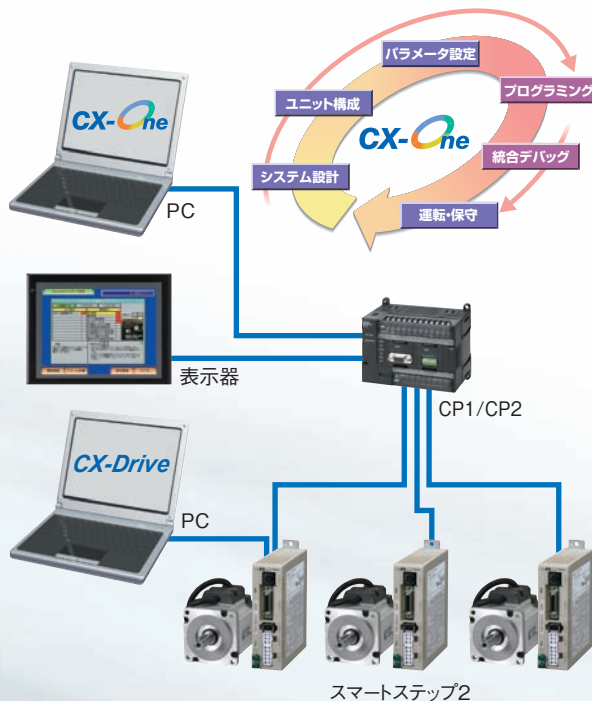 CX-One
PC
パラメータ設定
プログラミング
ユニット構成
CX-One
統合デバッグ
システム設計
運転・保守
表示器
CP1/CP2
CX-Drive
PC
スマートステップ2